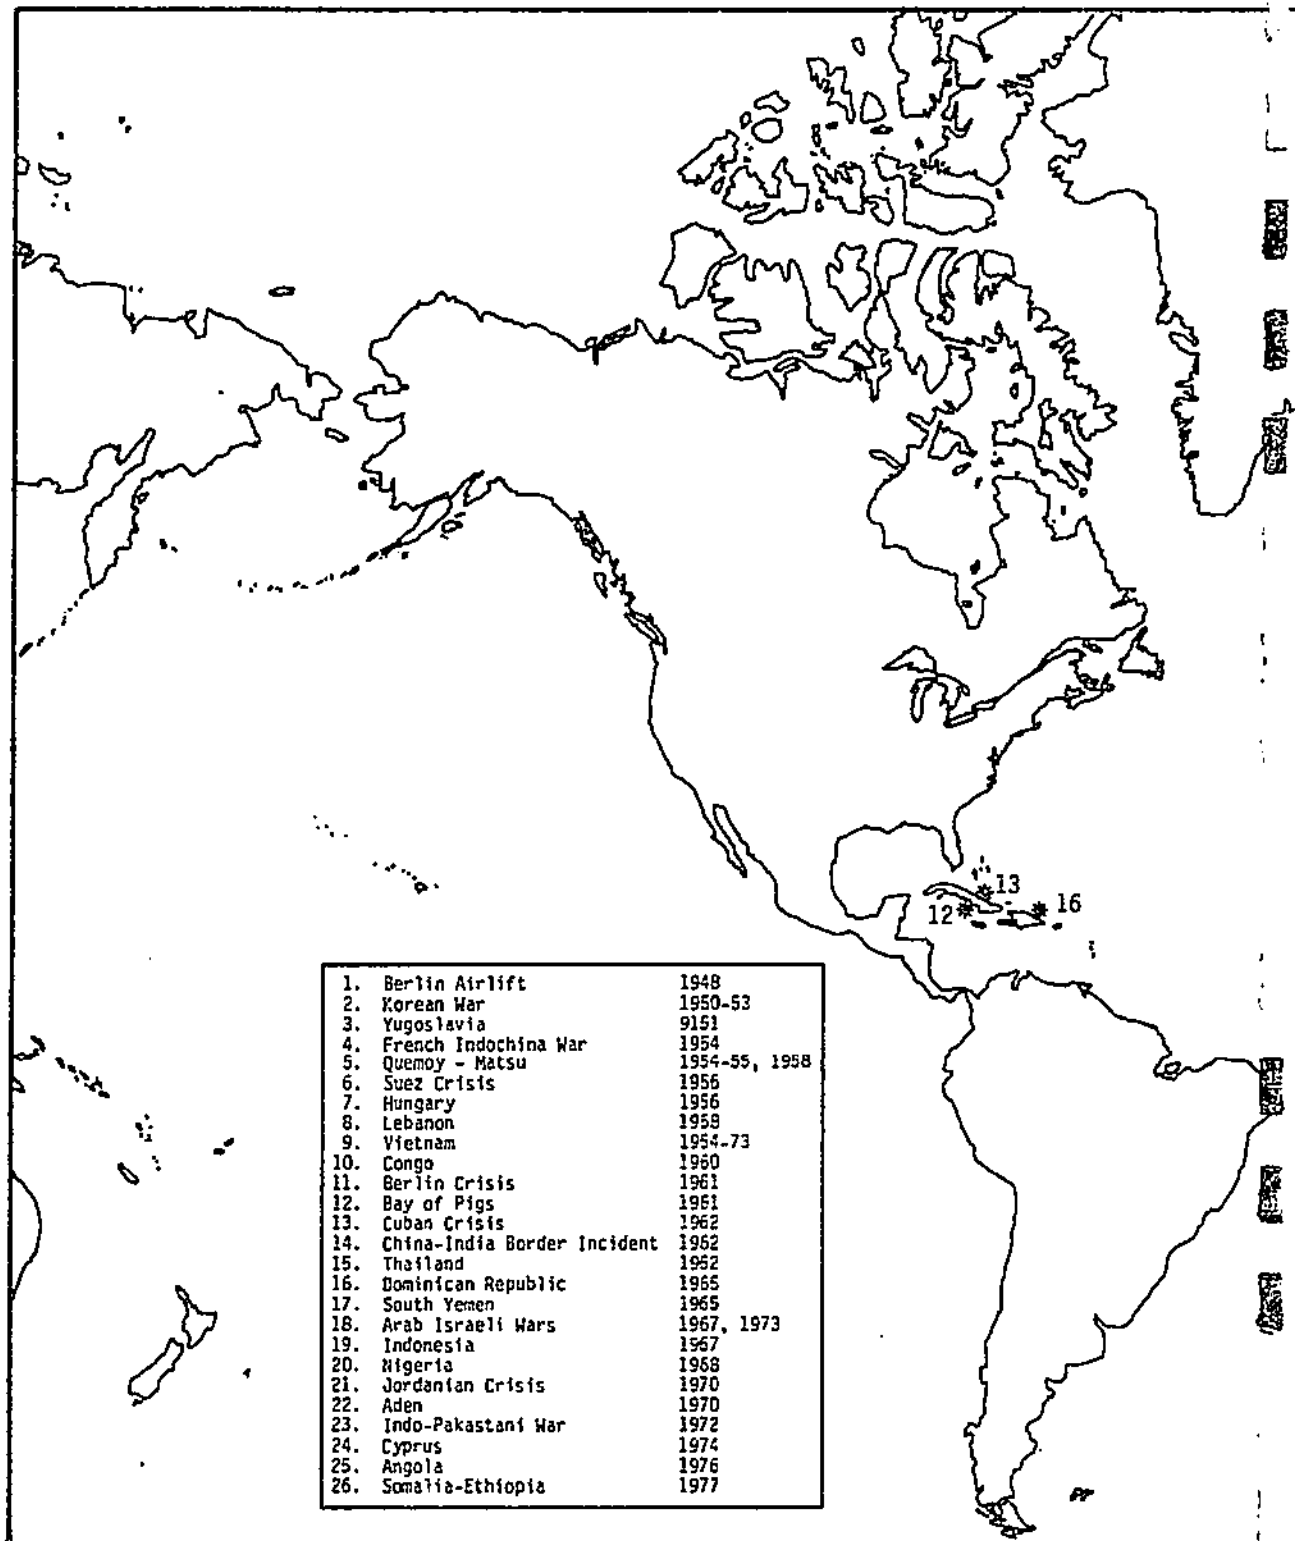 13
12
16
1. Berlin Airlift 1948
2. Korean War 1950-53
3. Yugoslavia 9151
4. French Indochina War 1954
5. Quemoy - Matsu 1954-55, 1958
6. Suez Crisis 1956
7. Hungary 1956
8. Lebanon 1958
9. Vietnam 1954-73
10. Congo 1960
11. Berlin Crisis 1961
12. Bay of Pigs 1961
13. Cuban Crisis 1962
14. China-India Border Incident 1962
15. Thailand 1962
16. Dominican Republic 1965
17. South Yemen 1965
18. Arab Israeli Wars 1967, 1973
19. Indonesia 1967
20. Nigeria 1968
21. Jordanian Crisis 1970
22. Aden 1970
23. Indo-Pakastani War 1972
24. Cyprus 1974
25. Angola 1976
26. Somalia-Ethiopia 1977